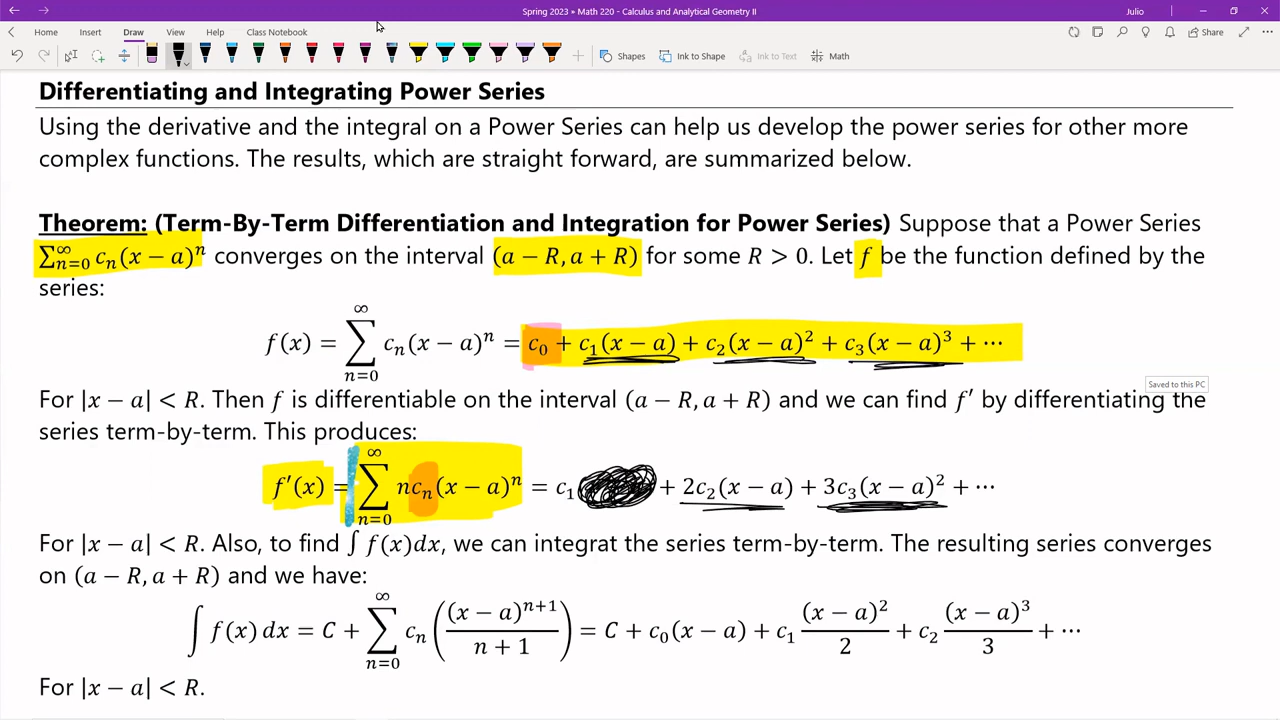 Spring 2023 » Math 220 - Calculus and Analytical Geometry II
Julio
Home Insert Draw View Help Class Notebook
Share
Shapes Ink to Shape Ink to Text Math
Differentiating and Integrating Power Series
Using the derivative and the integral on a Power Series can help us develop the power series for other more
complex functions. The results, which are straight forward, are summarized below.
Theorem: (Term-By-Term Differentiation and Integration for Power Series) Suppose that a Power Series
∑_{n=0}^{∞} c_n(x − a)^n converges on the interval (a − R, a + R) for some R > 0. Let f be the function defined by the
series:
f(x) = ∑_{n=0}^{∞} c_n(x − a)^n = c_0 + c_1(x − a) + c_2(x − a)^2 + c_3(x − a)^3 + ⋯
Saved to this PC
For |x − a| < R. Then f is differentiable on the interval (a − R, a + R) and we can find f′ by differentiating the
series term-by-term. This produces:
f′(x) = ∑_{n=0}^{∞} nc_n(x − a)^n = c_1 + 2c_2(x − a) + 3c_3(x − a)^2 + ⋯
For |x − a| < R. Also, to find ∫ f(x)dx, we can integrat the series term-by-term. The resulting series converges
on (a − R, a + R) and we have:
∫ f(x) dx = C + ∑_{n=0}^{∞} c_n((x − a)^{n+1}/(n + 1)) = C + c_0(x − a) + c_1 (x − a)^2/2 + c_2 (x − a)^3/3 + ⋯
For |x − a| < R.